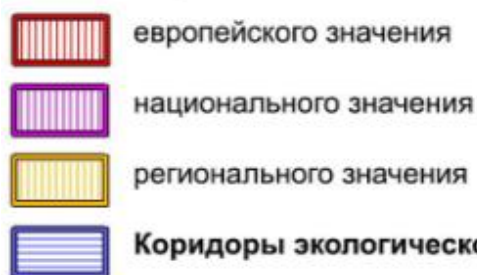 европейского значения
национального значения
регионального значения
Коридоры экологическо